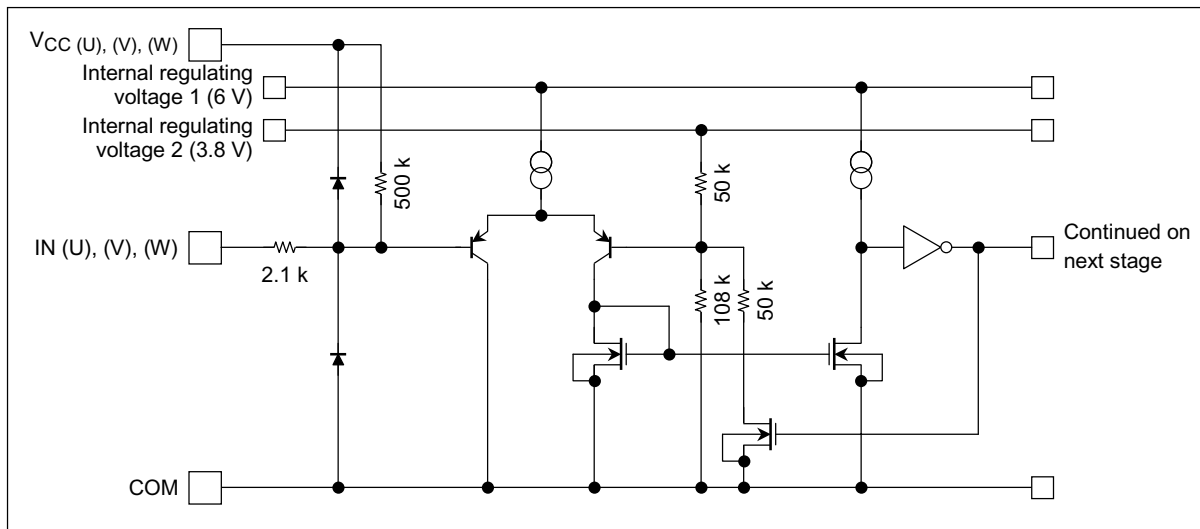 VCC (U), (V), (W)
Internal regulating
voltage 1 (6 V)
Internal regulating
voltage 2 (3.8 V)
500 k
50 k
IN (U), (V), (W)
2.1 k
108 k
50 k
Continued on
next stage
COM